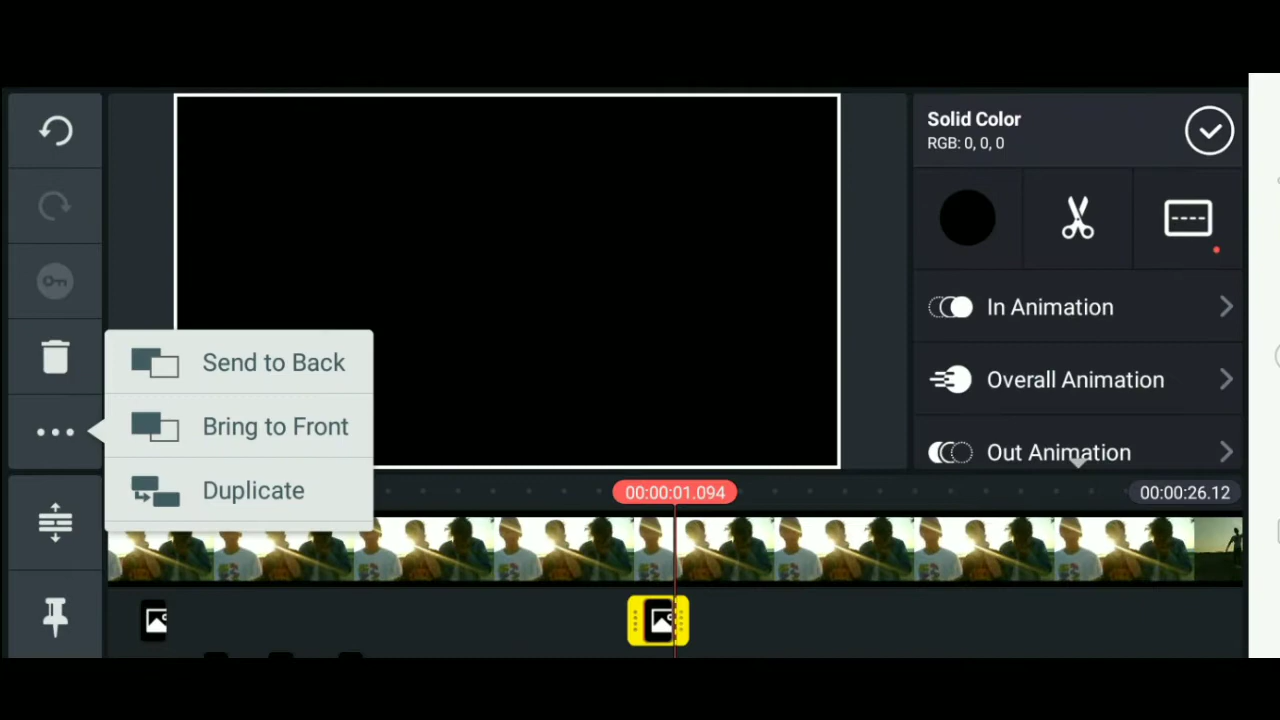 Solid Color
RGB: 0, 0, 0
In Animation
Overall Animation
Out Animation
Send to Back
Bring to Front
Duplicate
00:00:01.094
00:00:26.12